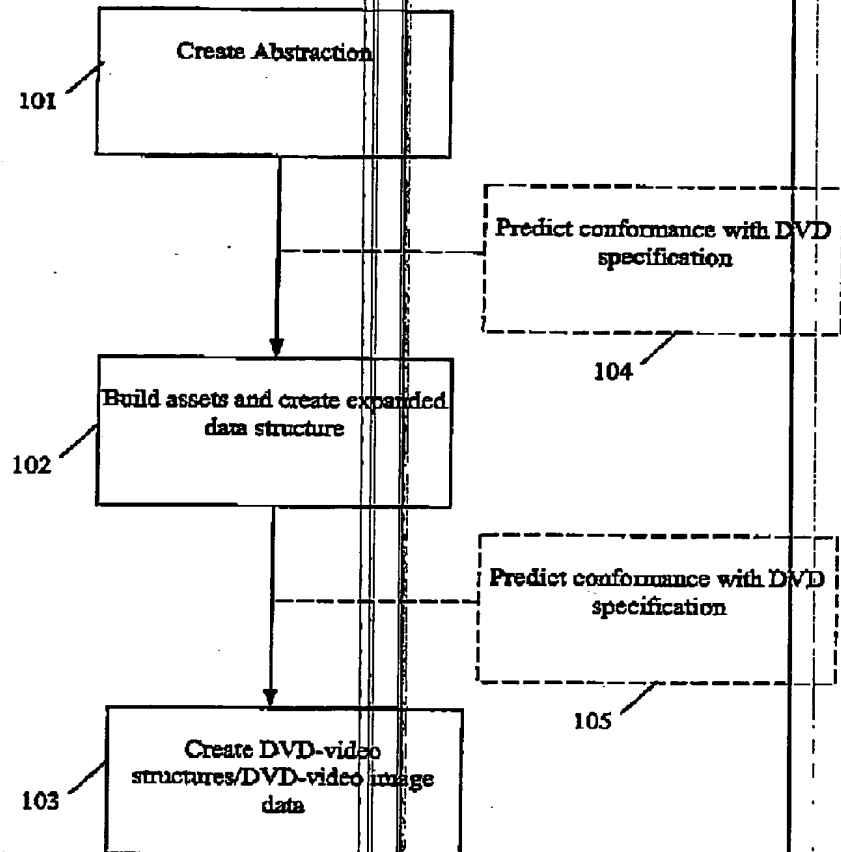 Create Abstraction
101
Predict conformance with DVD
specification
104
Build assets and create expanded
data structure
102
Predict conformance with DVD
specification
105
Create DVD-video
structures/DVD-video image
data
103